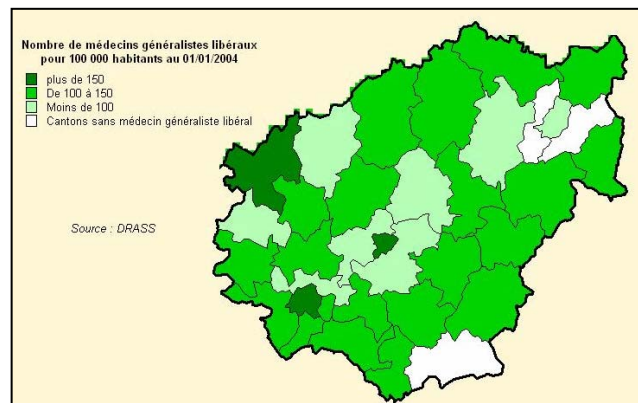 Nombre de médecins généralistes libéraux
pour 100 000 habitants au 01/01/2004
plus de 150
De 100 à 150
Moins de 100
Cantons sans médecin généraliste libéral
Source : DRASS